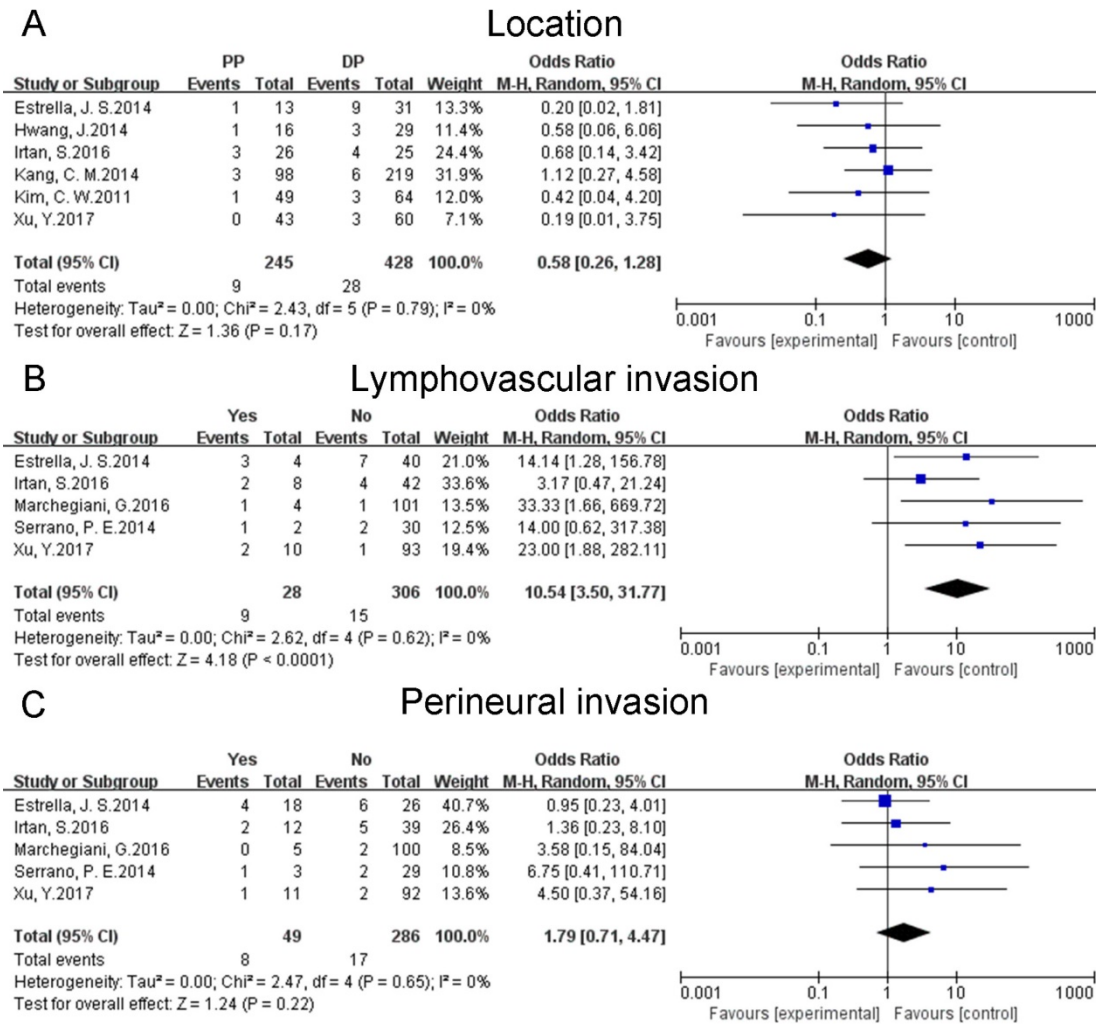 A Location
PP DP Odds Ratio Odds Ratio
Study or Subgroup Events Total Events Total Weight M-H, Random, 95% CI M-H, Random, 95% CI
Estrella, J. S.2014 1 13 9 31 13.3% 0.20 [0.02, 1.81]
Hwang, J.2014 1 16 3 29 11.4% 0.58 [0.06, 6.06]
Irtan, S.2016 3 26 4 25 24.4% 0.68 [0.14, 3.42]
Kang, C. M.2014 3 98 6 219 31.9% 1.12 [0.27, 4.58]
Kim, C. W.2011 1 49 3 64 12.0% 0.42 [0.04, 4.20]
Xu, Y.2017 0 43 3 60 7.1% 0.19 [0.01, 3.75]
Total (95% CI) 245 428 100.0% 0.58 [0.26, 1.28]
Total events 9 28
Heterogeneity: Tau² = 0.00; Chi² = 2.43, df = 5 (P = 0.79); I² = 0%
Test for overall effect: Z = 1.36 (P = 0.17)
0.001 0.1 1 10 1000
Favours [experimental] Favours [control]
B Lymphovascular invasion
Yes No Odds Ratio Odds Ratio
Study or Subgroup Events Total Events Total Weight M-H, Random, 95% CI M-H, Random, 95% CI
Estrella, J. S.2014 3 4 7 40 21.0% 14.14 [1.28, 156.78]
Irtan, S.2016 2 8 4 42 33.6% 3.17 [0.47, 21.24]
Marchegiani, G.2016 1 4 1 101 13.5% 33.33 [1.66, 669.72]
Serrano, P. E.2014 1 2 2 30 12.5% 14.00 [0.62, 317.38]
Xu, Y.2017 2 10 1 93 19.4% 23.00 [1.88, 282.11]
Total (95% CI) 28 306 100.0% 10.54 [3.50, 31.77]
Total events 9 15
Heterogeneity: Tau² = 0.00; Chi² = 2.62, df = 4 (P = 0.62); I² = 0%
Test for overall effect: Z = 4.18 (P < 0.0001)
0.001 0.1 1 10 1000
Favours [experimental] Favours [control]
C Perineural invasion
Yes No Odds Ratio Odds Ratio
Study or Subgroup Events Total Events Total Weight M-H, Random, 95% CI M-H, Random, 95% CI
Estrella, J. S.2014 4 18 6 26 40.7% 0.95 [0.23, 4.01]
Irtan, S.2016 2 12 5 39 26.4% 1.36 [0.23, 8.10]
Marchegiani, G.2016 0 5 2 100 8.5% 3.58 [0.15, 84.04]
Serrano, P. E.2014 1 3 2 29 10.8% 6.75 [0.41, 110.71]
Xu, Y.2017 1 11 2 92 13.6% 4.50 [0.37, 54.16]
Total (95% CI) 49 286 100.0% 1.79 [0.71, 4.47]
Total events 8 17
Heterogeneity: Tau² = 0.00; Chi² = 2.47, df = 4 (P = 0.65); I² = 0%
Test for overall effect: Z = 1.24 (P = 0.22)
0.001 0.1 1 10 1000
Favours [experimental] Favours [control]